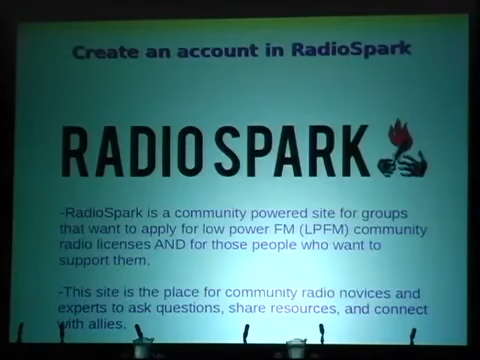 Create an account in RadioSpark
RADIO SPARK
-RadioSpark is a community powered site for groups
that want to apply for low power FM (LPFM) community
radio licenses AND for those people who want to
support them.
-This site is the place for community radio novices and
experts to ask questions, share resources, and connect
with allies.